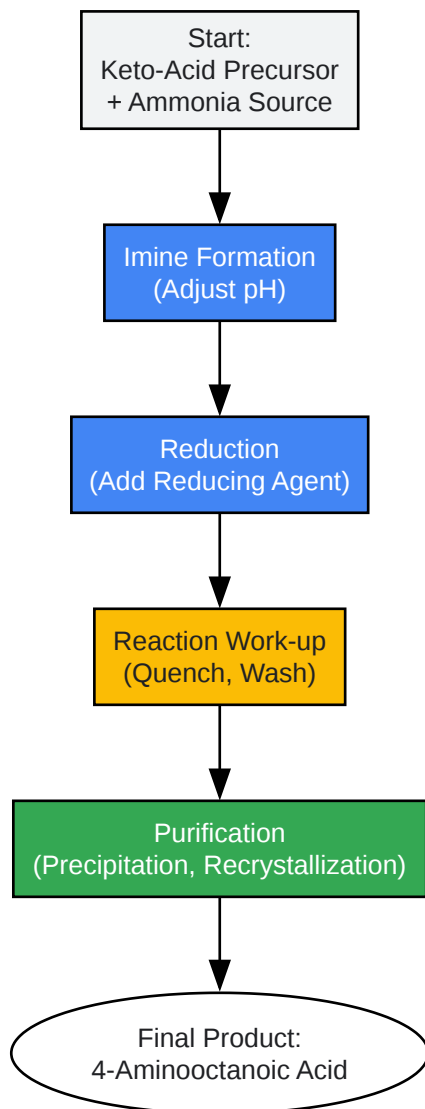 Start:
Keto-Acid Precursor
+ Ammonia Source
Imine Formation
(Adjust pH)
Reduction
(Add Reducing Agent)
Reaction Work-up
(Quench, Wash)
Purification
(Precipitation, Recrystallization)
Final Product:
4-Aminooctanoic Acid